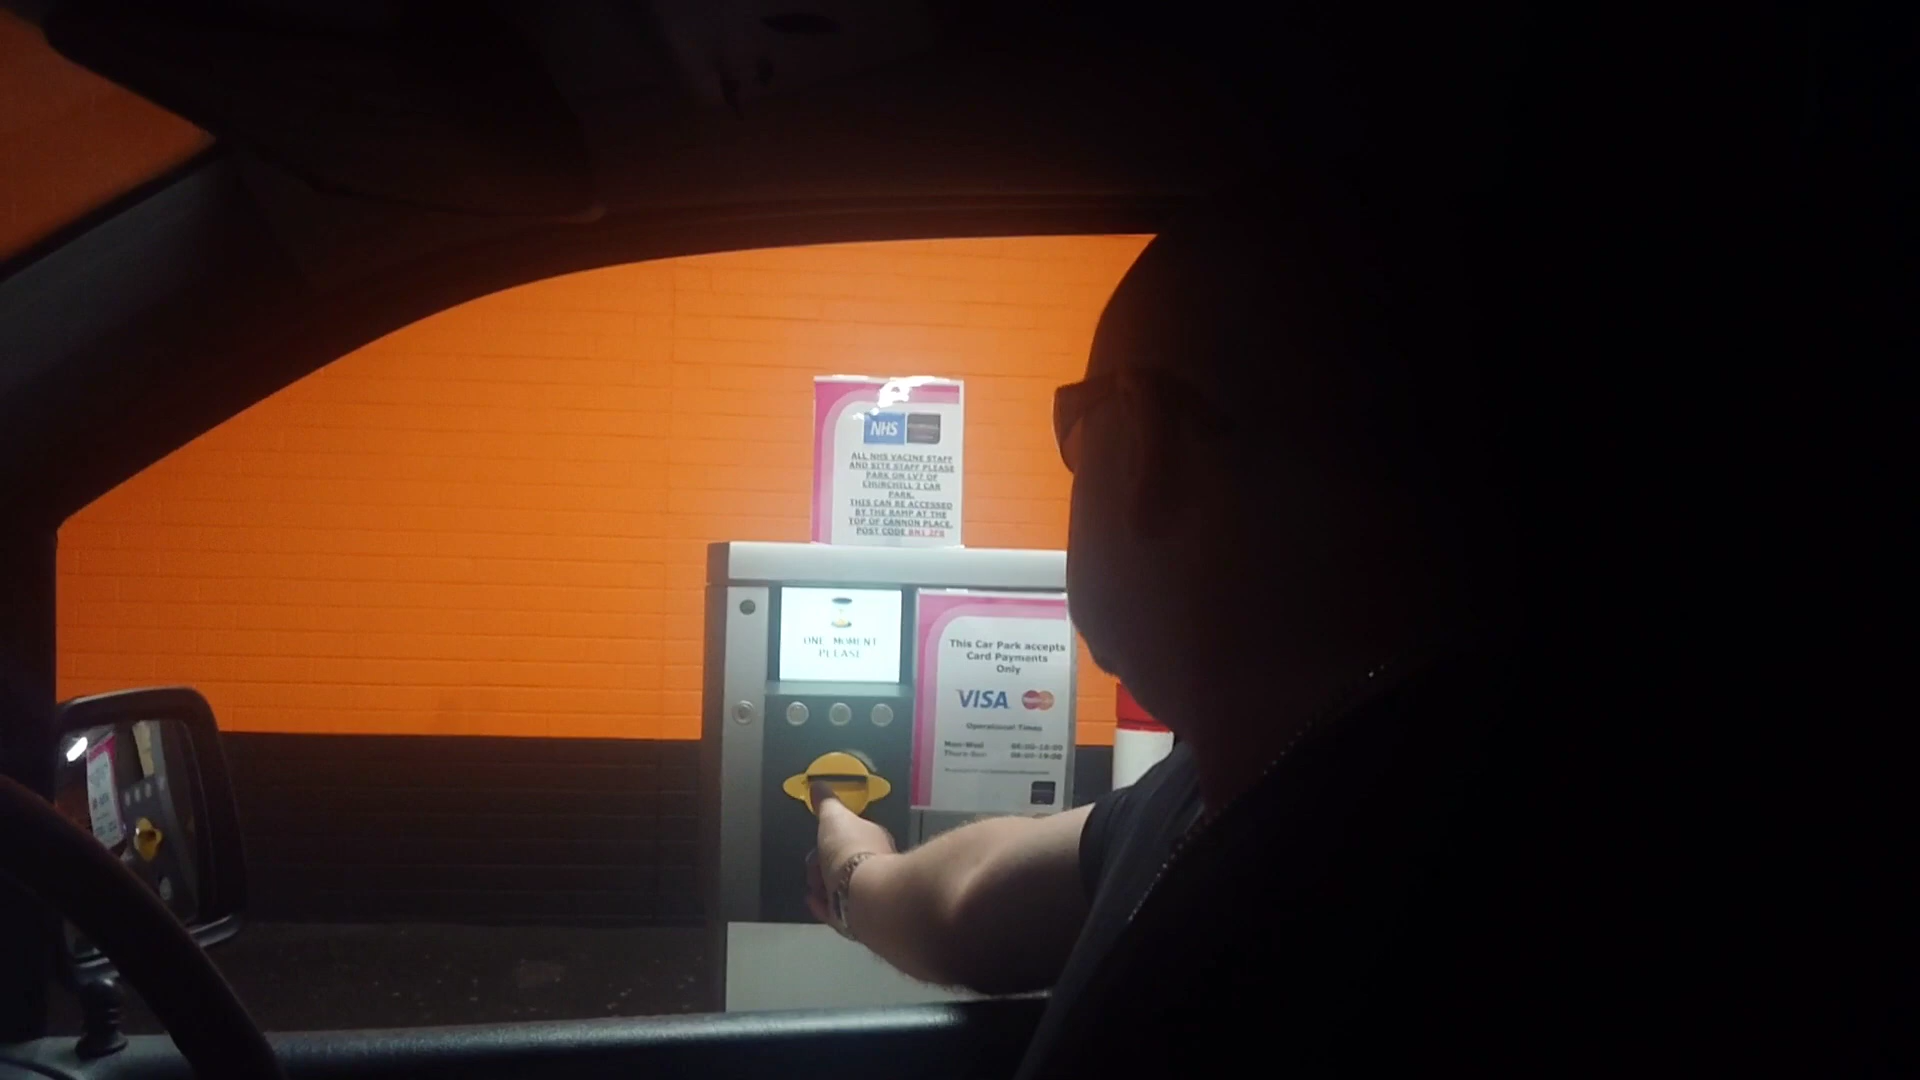 NHS
ALL NHS VACINE STAFF
AND SITE STAFF PLEASE
PARK ON LV7 OF
CHURCHILL 2 CAR
PARK.
THIS CAN BE ACCESSED
BY THE RAMP AT THE
TOP OF CANNON PLACE.
POST CODE BN1 2FB
ONE MOMENT
PLEASE
This Car Park accepts
Card Payments
Only
VISA
Operational Times
Mon-Wed
Thurs-Sun